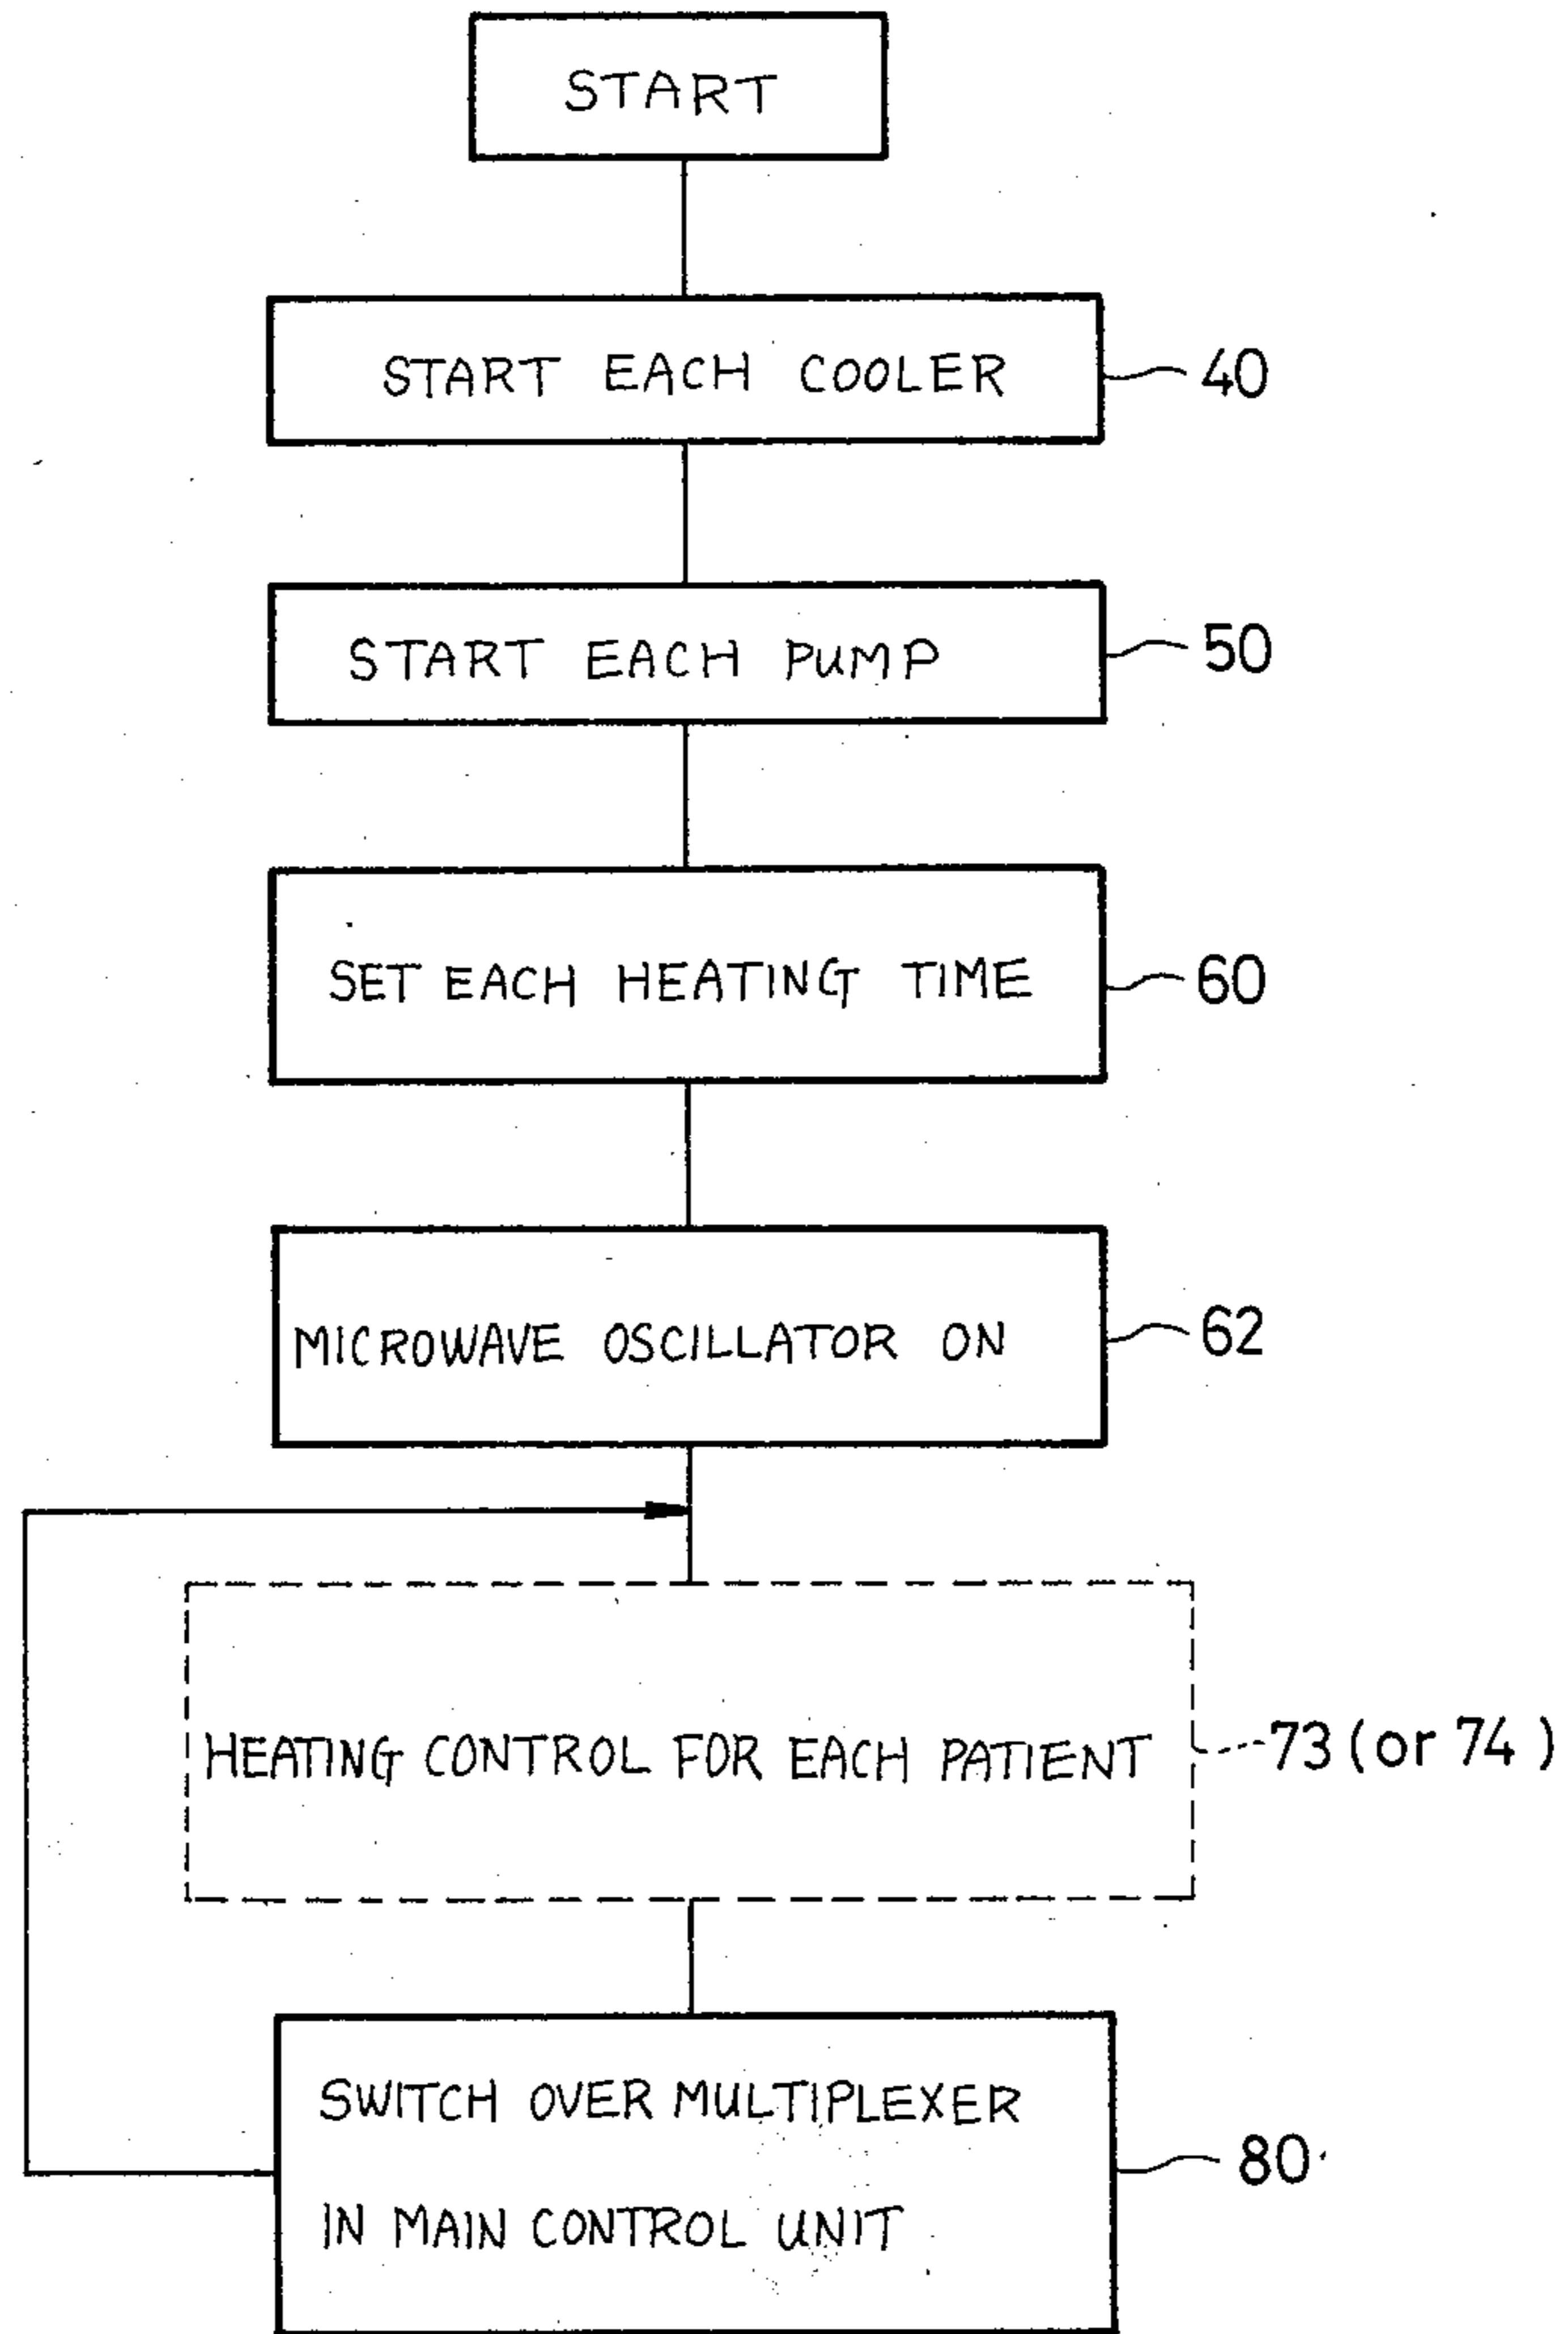 START
START EACH COOLER
40
START EACH PUMP
50
SET EACH HEATING TIME
60
MICROWAVE OSCILLATOR ON
62
HEATING CONTROL FOR EACH PATIENT
73 (or 74)
SWITCH OVER MULTIPLEXER
IN MAIN CONTROL UNIT
80